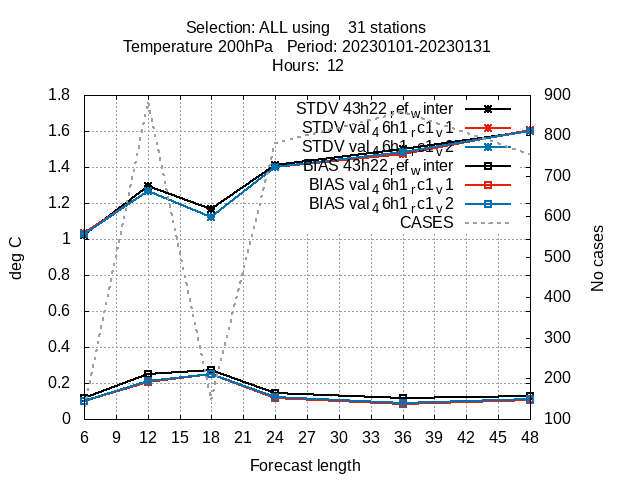 Selection: ALL using    31 stations
Temperature 200hPa   Period: 20230101-20230131
Hours:  12
1.8
1.6
1.4
1.2
1
0.8
0.6
0.4
0.2
0
deg C
STDV 43h22_ref_winter
STDV val_46h1_rc1_v1
STDV val_46h1_rc1_v2
BIAS 43h22_ref_winter
BIAS val_46h1_rc1_v1
BIAS val_46h1_rc1_v2
CASES
900
800
700
600
500
400
300
200
100
No cases
6 9 12 15 18 21 24 27 30 33 36 39 42 45 48
Forecast length